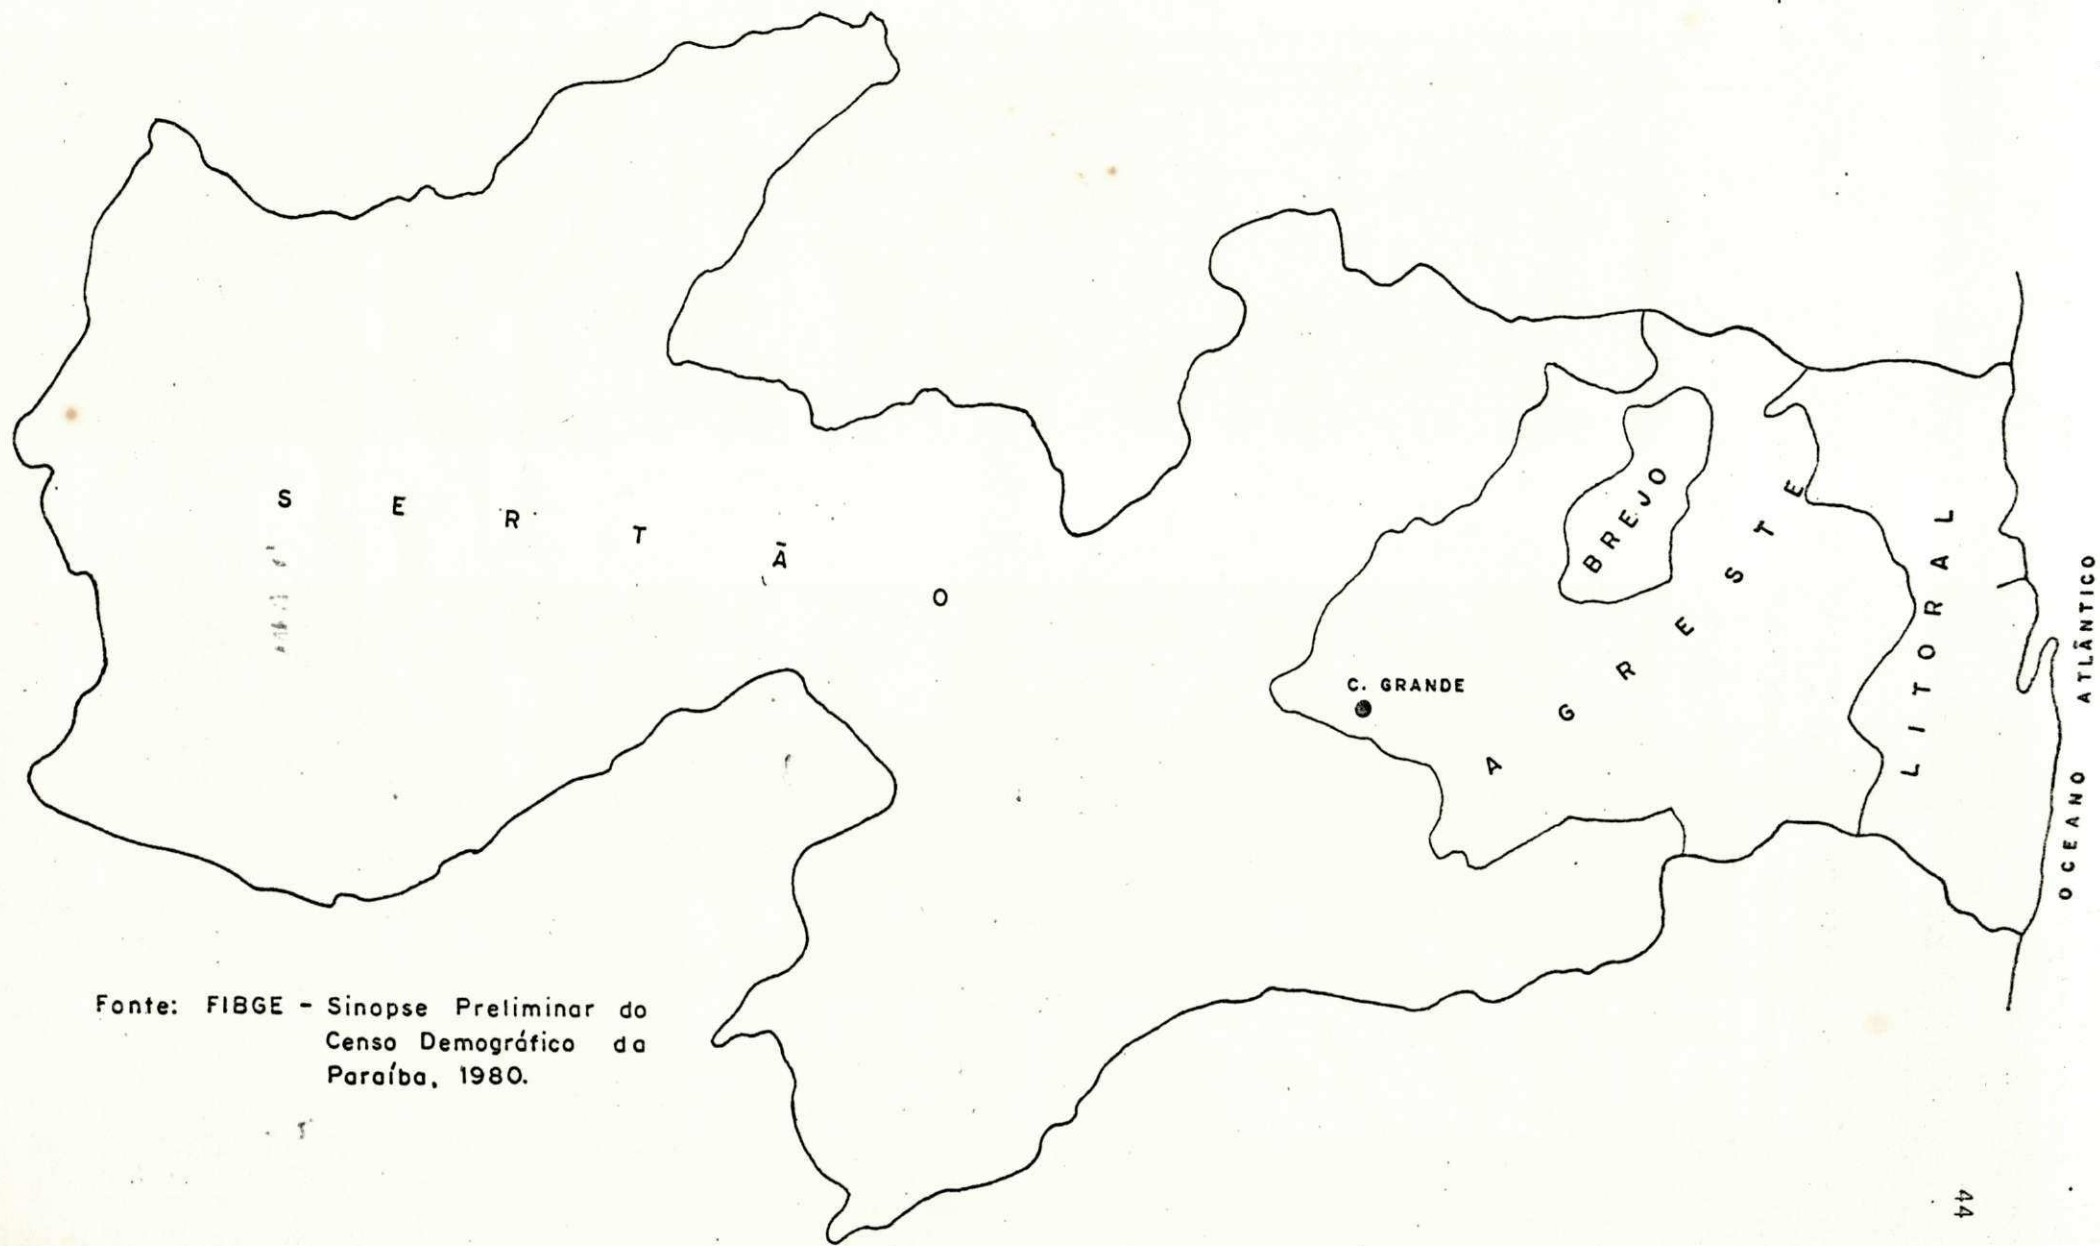 SERTÃO
BREJO
AGRESTE
C. GRANDE
LITORAL
OCEANO ATLÂNTICO
Fonte: FIBGE - Sinopse Preliminar do
Censo Demográfico da
Paraíba, 1980.
44